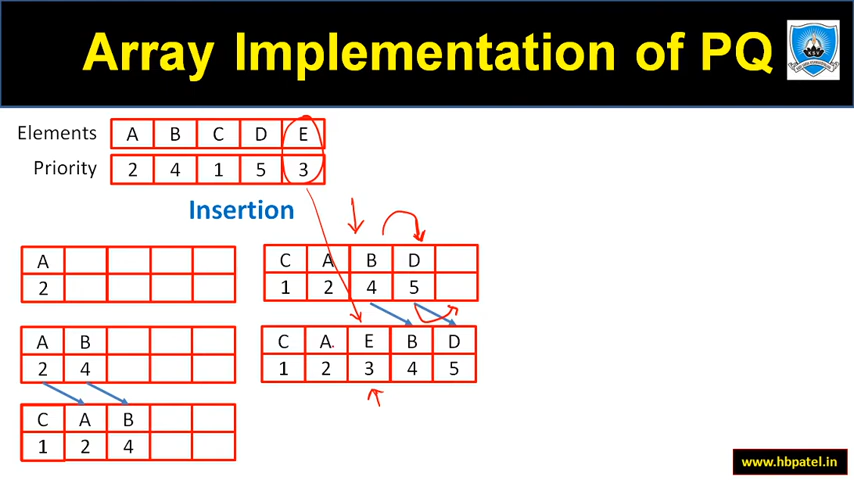 Array Implementation of PQ
Elements A B C D E
Priority 2 4 1 5 3
Insertion
A
2
A B
2 4
C A B
1 2 4
C A B D
1 2 4 5
C A E B D
1 2 3 4 5
www.hbpatel.in